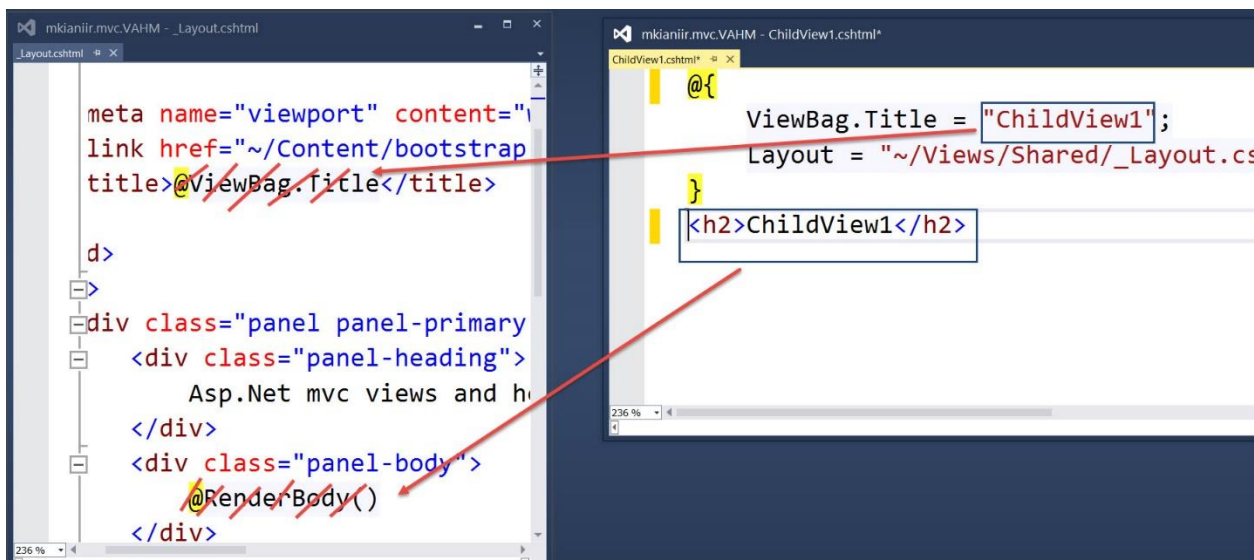 mkianiir.mvc.VAHM - _Layout.cshtml
_Layout.cshtml
meta name="viewport" content="
link href="~/Content/bootstrap
title>@ViewBag.Title</title>
d>
>
div class="panel panel-primary
<div class="panel-heading">
Asp.Net mvc views and h
</div>
<div class="panel-body">
@RenderBody()
</div>
236 %
mkianiir.mvc.VAHM - ChildView1.cshtml*
ChildView1.cshtml*
@{
ViewBag.Title = "ChildView1";
Layout = "~/Views/Shared/_Layout.cs
}
<h2>ChildView1</h2>
236 %